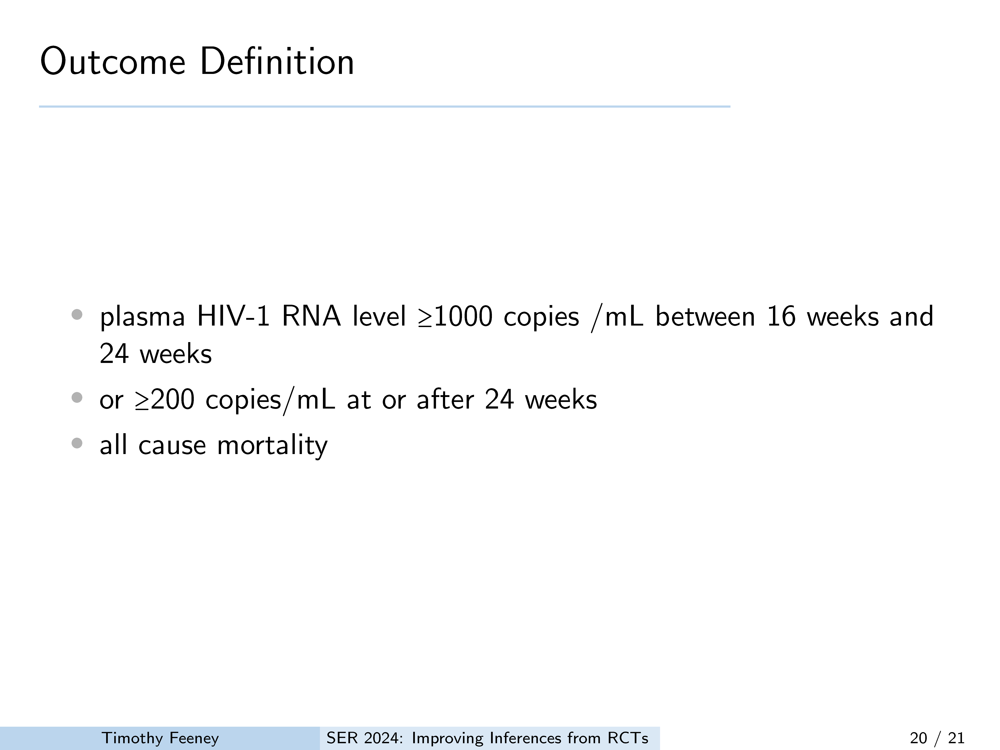 Outcome Definition
• plasma HIV-1 RNA level ≥1000 copies /mL between 16 weeks and
24 weeks
• or ≥200 copies/mL at or after 24 weeks
• all cause mortality
Timothy Feeney SER 2024: Improving Inferences from RCTs 20 / 21